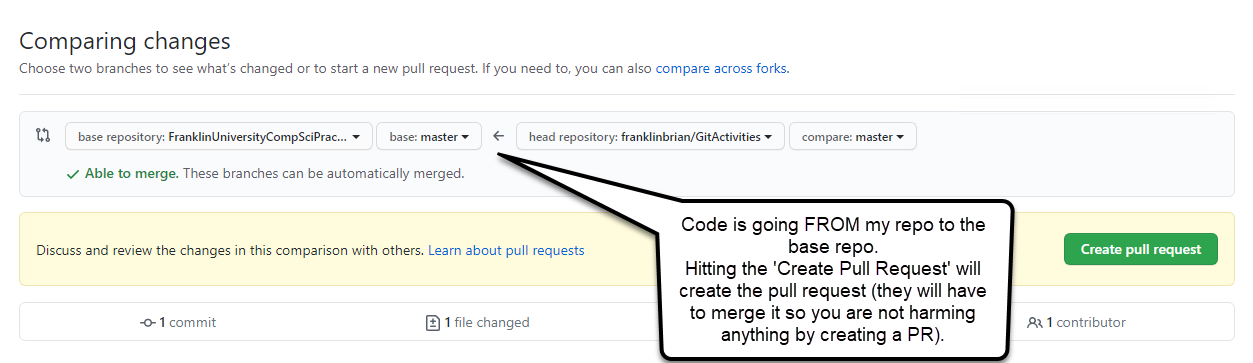 Comparing changes
Choose two branches to see what's changed or to start a new pull request. If you need to, you can also compare across forks.
base repository: FranklinUniversityCompSciPrac... base: master head repository: franklinbrian/GitActivities compare: master
Able to merge. These branches can be automatically merged.
Code is going FROM my repo to the
base repo.
Hitting the 'Create Pull Request' will
create the pull request (they will have
to merge it so you are not harming
anything by creating a PR).
Discuss and review the changes in this comparison with others. Learn about pull requests
Create pull request
1 commit
1 file changed
1 contributor